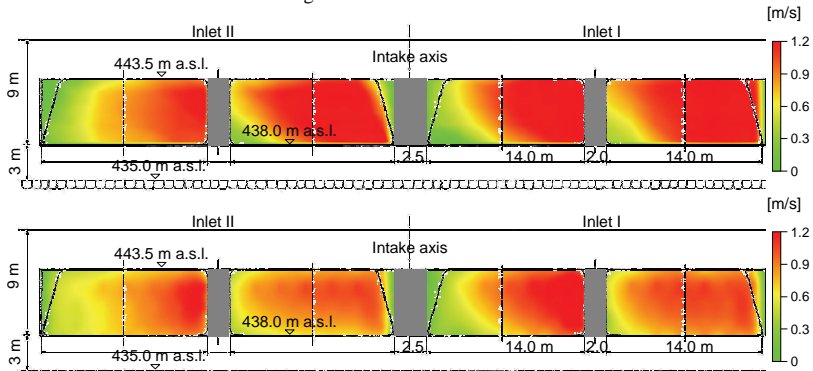 [m/s]
Inlet II
Inlet I
1.2
443.5 m a.s.l.
Intake axis
9 m
0.9
0.6
438.0 m a.s.l.
0.3
3 m
435.0 m a.s.l.
2.5
14.0 m
2.0
14.0 m
0
[m/s]
Inlet II
Inlet I
1.2
443.5 m a.s.l.
Intake axis
9 m
0.9
0.6
438.0 m a.s.l.
0.3
3 m
435.0 m a.s.l.
2.5
14.0 m
2.0
14.0 m
0